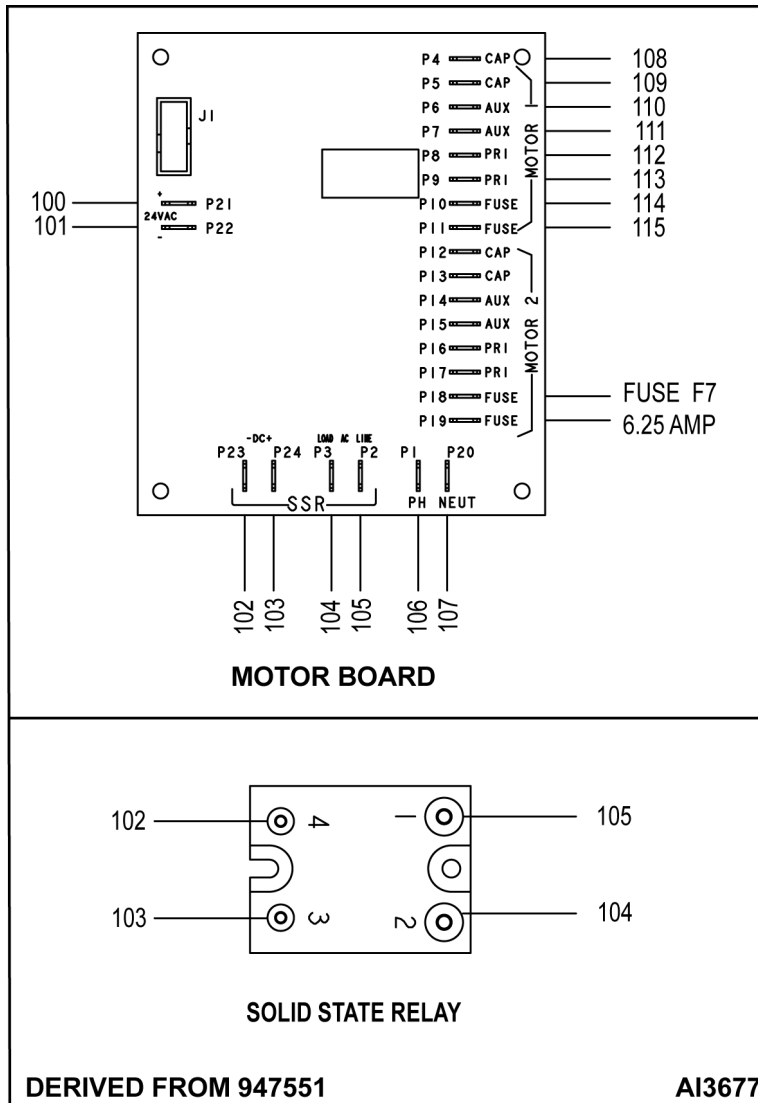 P4 CAP 108
P5 CAP 109
P6 AUX 110
J1
P7 AUX 111
P8 PRI 112
P9 PRI 113
MOTOR 1
100 + P21
P10 FUSE 114
24VAC
101 - P22
P11 FUSE 115
P12 CAP
P13 CAP
P14 AUX
P15 AUX
P16 PRI
P17 PRI
MOTOR 2
P18 FUSE FUSE F7
P19 FUSE 6.25 AMP
-DC+ LOAD AC LINE
P23 P24 P3 P2 P1 P20
SSR PH NEUT
102 103 104 105 106 107
MOTOR BOARD
102 4 1 105
103 3 2 104
SOLID STATE RELAY
DERIVED FROM 947551 AI3677